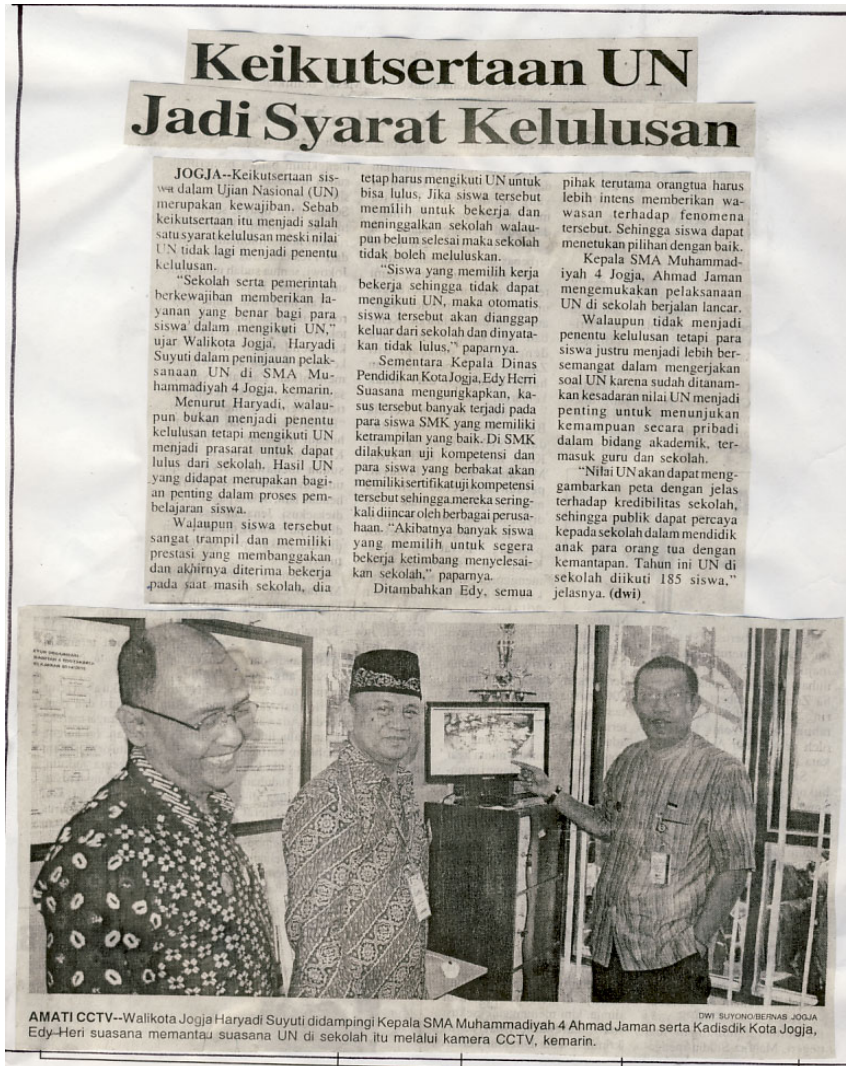 Keikutsertaan UN
Jadi Syarat Kelulusan
JOGJA--Keikutsertaan sis-
wa dalam Ujian Nasional (UN)
merupakan kewajiban. Sebab
keikutsertaan itu menjadi salah
satu syarat kelulusan meski nilai
UN tidak lagi menjadi penentu
kelulusan.
"Sekolah serta pemerintah
berkewajiban memberikan la-
yanan yang benar bagi para
siswa dalam mengikuti UN,"
ujar Walikota Jogja, Haryadi
Suyuti dalam peninjauan pelak-
sanaan UN di SMA Mu-
hammadiyah 4 Jogja, kemarin.
Menurut Haryadi, walau-
pun bukan menjadi penentu
kelulusan tetapi mengikuti UN
menjadi prasarat untuk dapat
lulus dari sekolah. Hasil UN
yang didapat merupakan bagi-
an penting dalam proses pem-
belajaran siswa.
Walaupun siswa tersebut
sangat trampil dan memiliki
prestasi yang membanggakan
dan akhirnya diterima bekerja
pada saat masih sekolah, dia
tetap harus mengikuti UN untuk
bisa lulus. Jika siswa tersebut
memilih untuk bekerja dan
meninggalkan sekolah walau-
pun belum selesai maka sekolah
tidak boleh meluluskan.
"Siswa yang memilih kerja
bekerja sehingga tidak dapat
mengikuti UN, maka otomatis
siswa tersebut akan dianggap
keluar dari sekolah dan dinyata-
kan tidak lulus," paparnya.
Sementara Kepala Dinas
Pendidikan Kota Jogja, Edy Herri
Suasana mengungkapkan, ka-
sus tersebut banyak terjadi pada
para siswa SMK yang memiliki
ketrampilan yang baik. Di SMK
dilakukan uji kompetensi dan
para siswa yang berbakat akan
memiliki sertifikat uji kompetensi
tersebut sehingga mereka sering-
kali diincar oleh berbagai perusa-
haan. "Akibatnya banyak siswa
yang memilih untuk segera
bekerja ketimbang menyelesai-
kan sekolah," paparnya.
Ditambahkan Edy, semua
pihak terutama orangtua harus
lebih intens memberikan wa-
wasan terhadap fenomena
tersebut. Sehingga siswa dapat
menetukan pilihan dengan baik.
Kepala SMA Muhammad-
iyah 4 Jogja, Ahmad Jaman
mengemukakan pelaksanaan
UN di sekolah berjalan lancar.
Walaupun tidak menjadi
penentu kelulusan tetapi para
siswa justru menjadi lebih ber-
semangat dalam mengerjakan
soal UN karena sudah ditanam-
kan kesadaran nilai UN menjadi
penting untuk menunjukan
kemampuan secara pribadi
dalam bidang akademik, ter-
masuk guru dan sekolah.
"Nilai UN akan dapat meng-
gambarkan peta dengan jelas
terhadap kredibilitas sekolah,
sehingga publik dapat percaya
kepada sekolah dalam mendidik
anak para orang tua dengan
kemantapan. Tahun ini UN di
sekolah diikuti 185 siswa,"
jelasnya. (dwi)
DWI SUYONO/BERNAS JOGJA
AMATI CCTV--Walikota Jogja Haryadi Suyuti didampingi Kepala SMA Muhammadiyah 4 Ahmad Jaman serta Kadisdik Kota Jogja,
Edy Heri suasana memantau suasana UN di sekolah itu melalui kamera CCTV, kemarin.